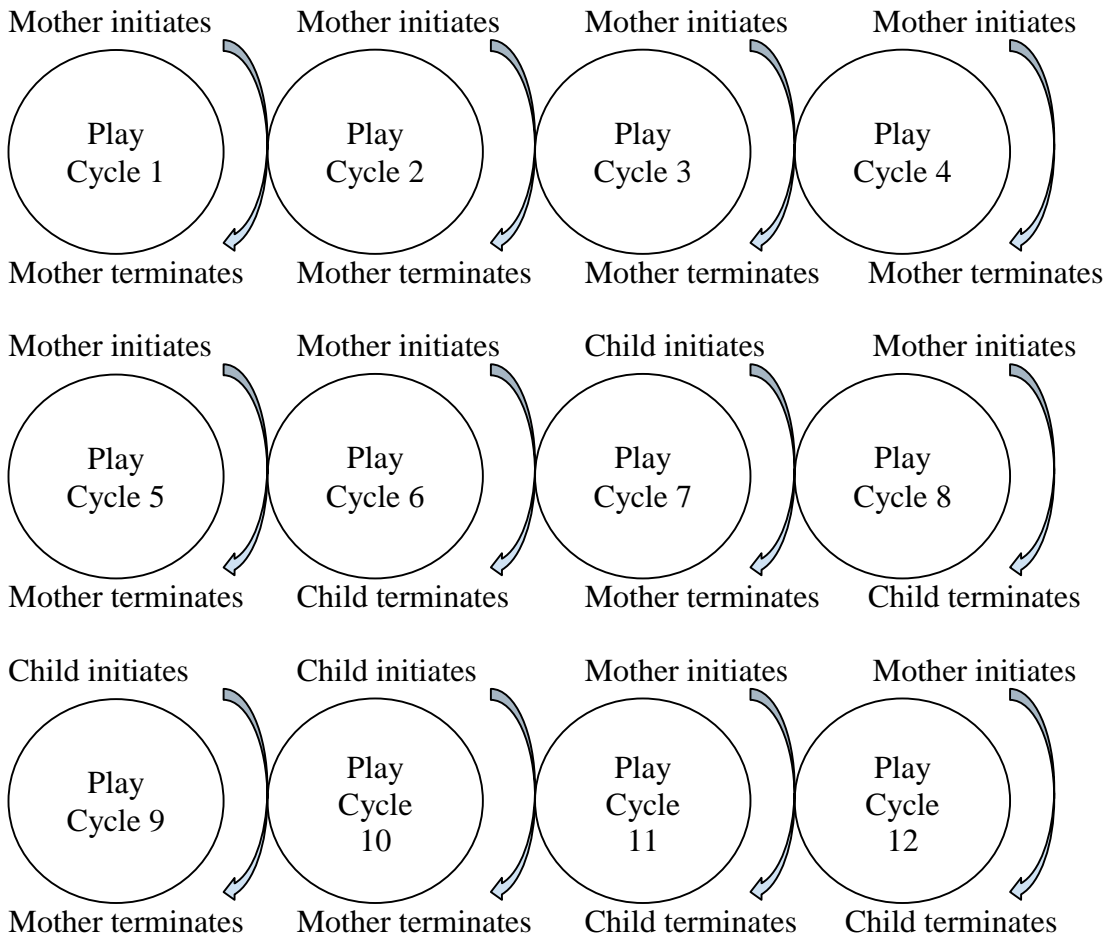 Mother initiates Mother initiates Mother initiates Mother initiates
Play Play Play Play
Cycle 1 Cycle 2 Cycle 3 Cycle 4
Mother terminates Mother terminates Mother terminates Mother terminates
Mother initiates Mother initiates Child initiates Mother initiates
Play Play Play Play
Cycle 5 Cycle 6 Cycle 7 Cycle 8
Mother terminates Child terminates Mother terminates Child terminates
Child initiates Child initiates Mother initiates Mother initiates
Play
Cycle 9
Play
Cycle
10
Play
Cycle
11
Play
Cycle
12
Mother terminates Mother terminates Child terminates Child terminates